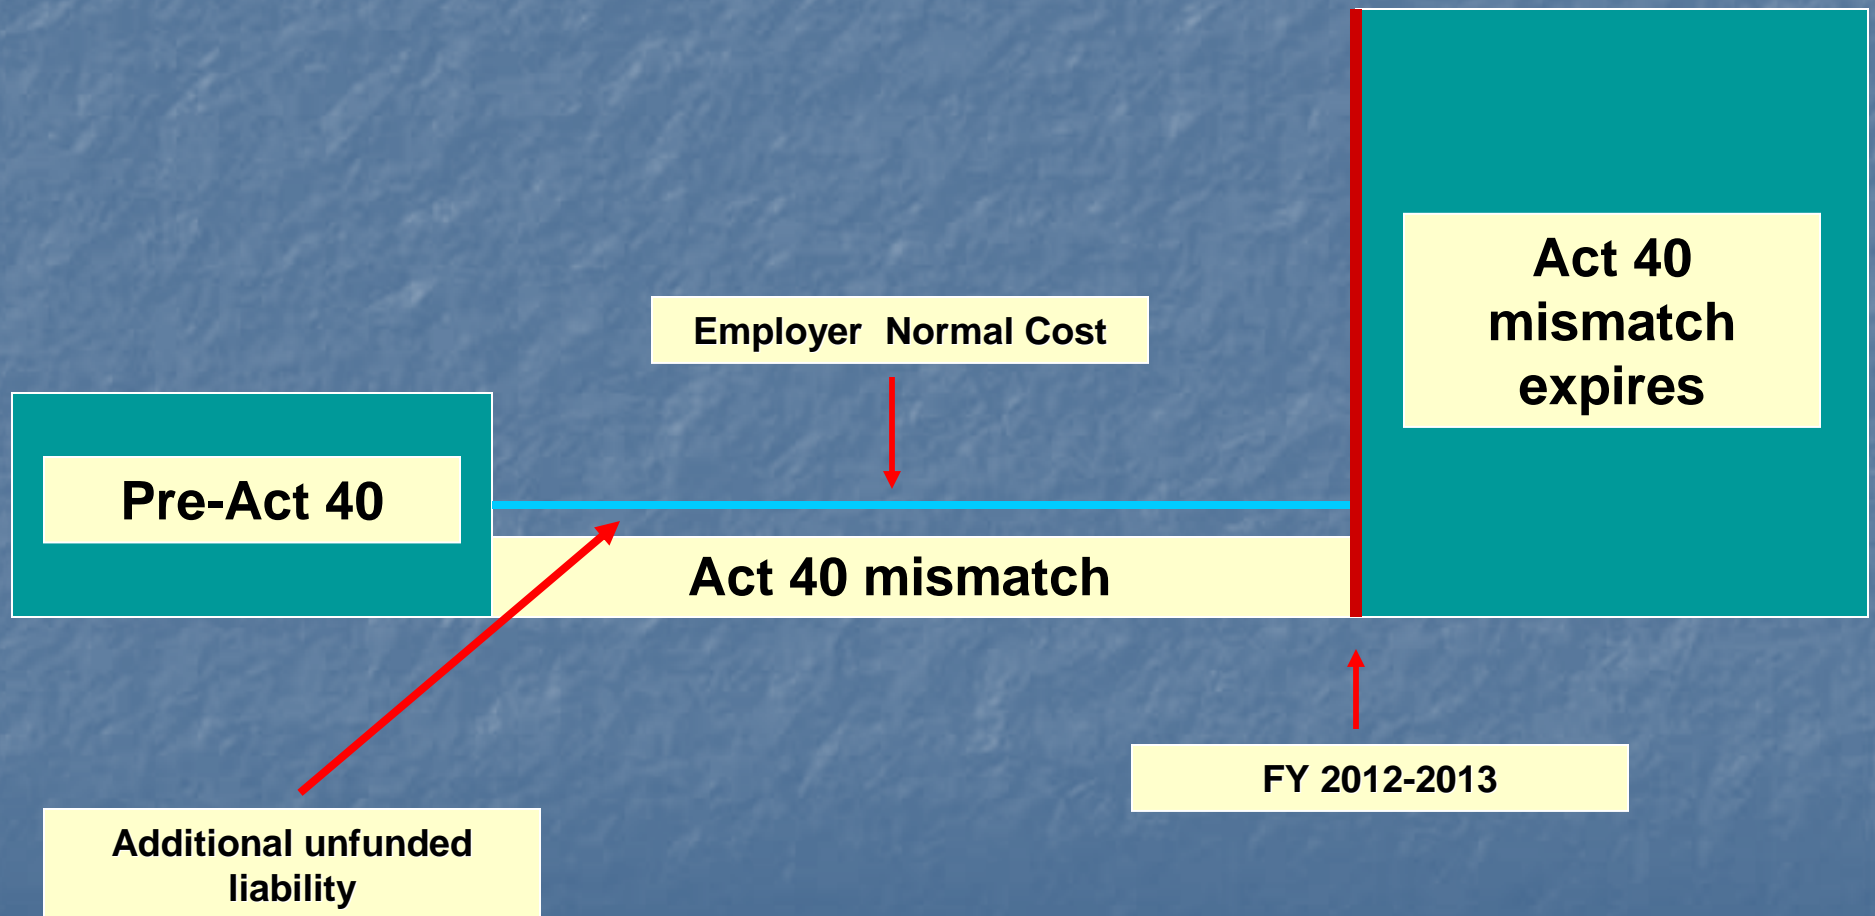 Act 40
mismatch
expires
Employer Normal Cost
Pre-Act 40
Act 40 mismatch
FY 2012-2013
Additional unfunded
liability